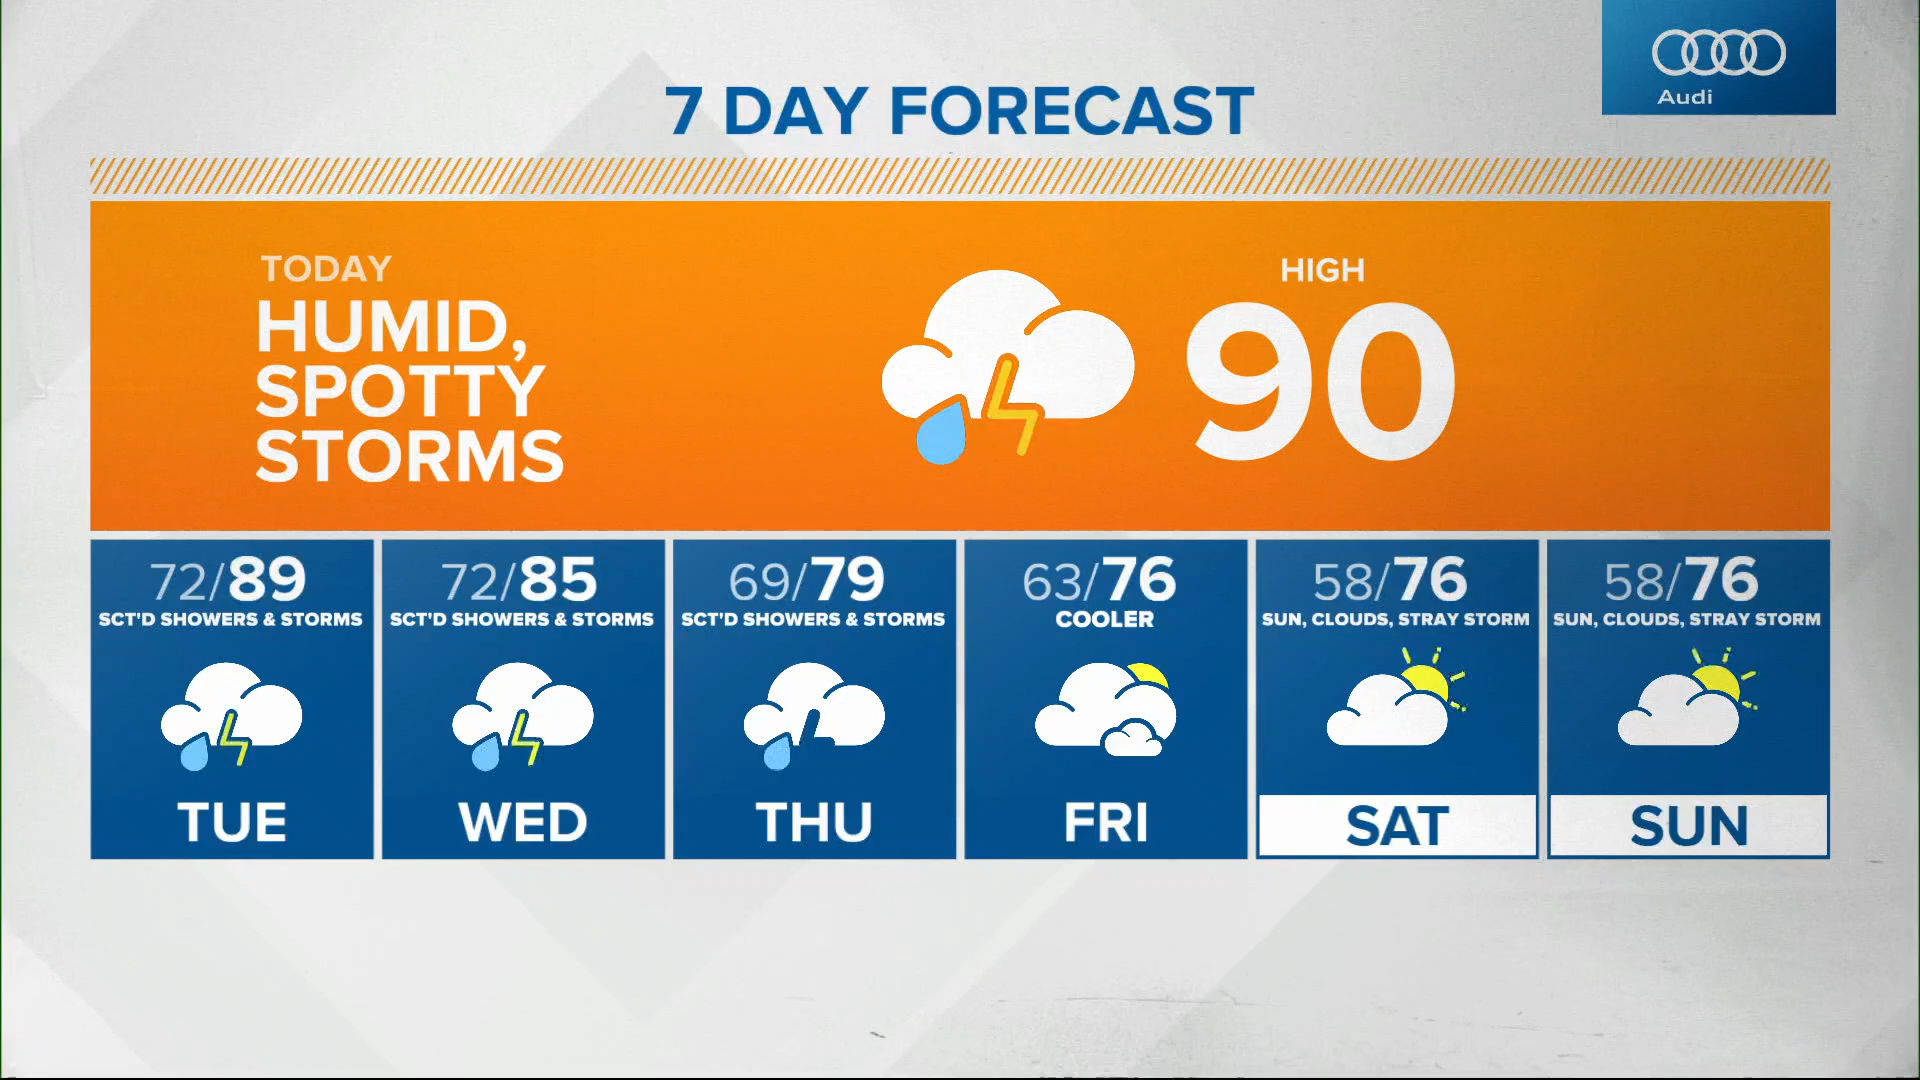 Audi
7 DAY FORECAST
TODAY
HUMID,
SPOTTY
STORMS
HIGH
90
72/89
SCT'D SHOWERS & STORMS
TUE
72/85
SCT'D SHOWERS & STORMS
WED
69/79
SCT'D SHOWERS & STORMS
THU
63/76
COOLER
FRI
58/76
SUN, CLOUDS, STRAY STORM
SAT
58/76
SUN, CLOUDS, STRAY STORM
SUN